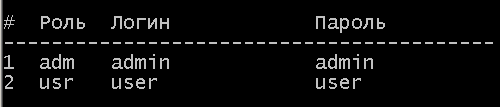 #  Роль  Логин            Пароль
-----------------------------------------
1  adm   admin            admin
2  usr   user             user